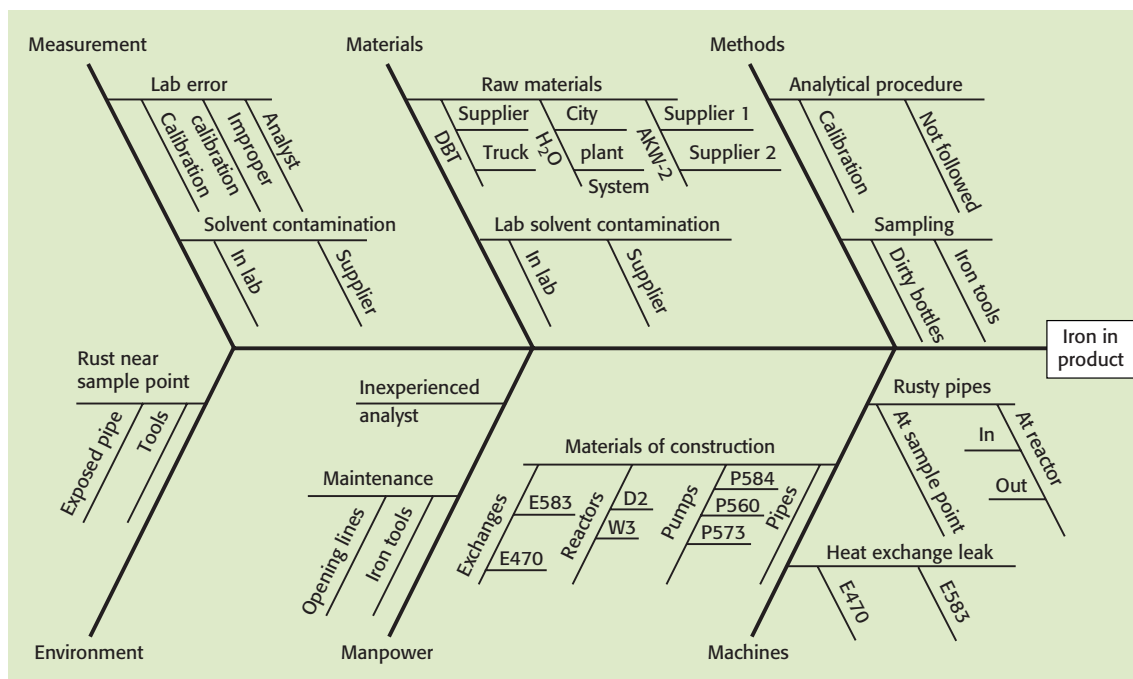 Measurement
Materials
Methods
Lab error
Calibration
calibration
Improper
Analyst
Solvent contamination
In lab
Supplier
Raw materials
DBT
Supplier
Truck
H₂O
City
plant
System
AKW-2
Supplier 1
Supplier 2
Lab solvent contamination
In lab
Supplier
Analytical procedure
Calibration
Not followed
Sampling
Dirty bottles
Iron tools
Iron in
product
Rust near
sample point
Exposed pipe
Tools
Inexperienced
analyst
Maintenance
Opening lines
Iron tools
Materials of construction
Exchanges
E583
E470
Reactors
D2
W3
Pumps
P584
P560
P573
Pipes
Rusty pipes
At sample point
At reactor
In
Out
Heat exchange leak
E470
E583
Environment
Manpower
Machines